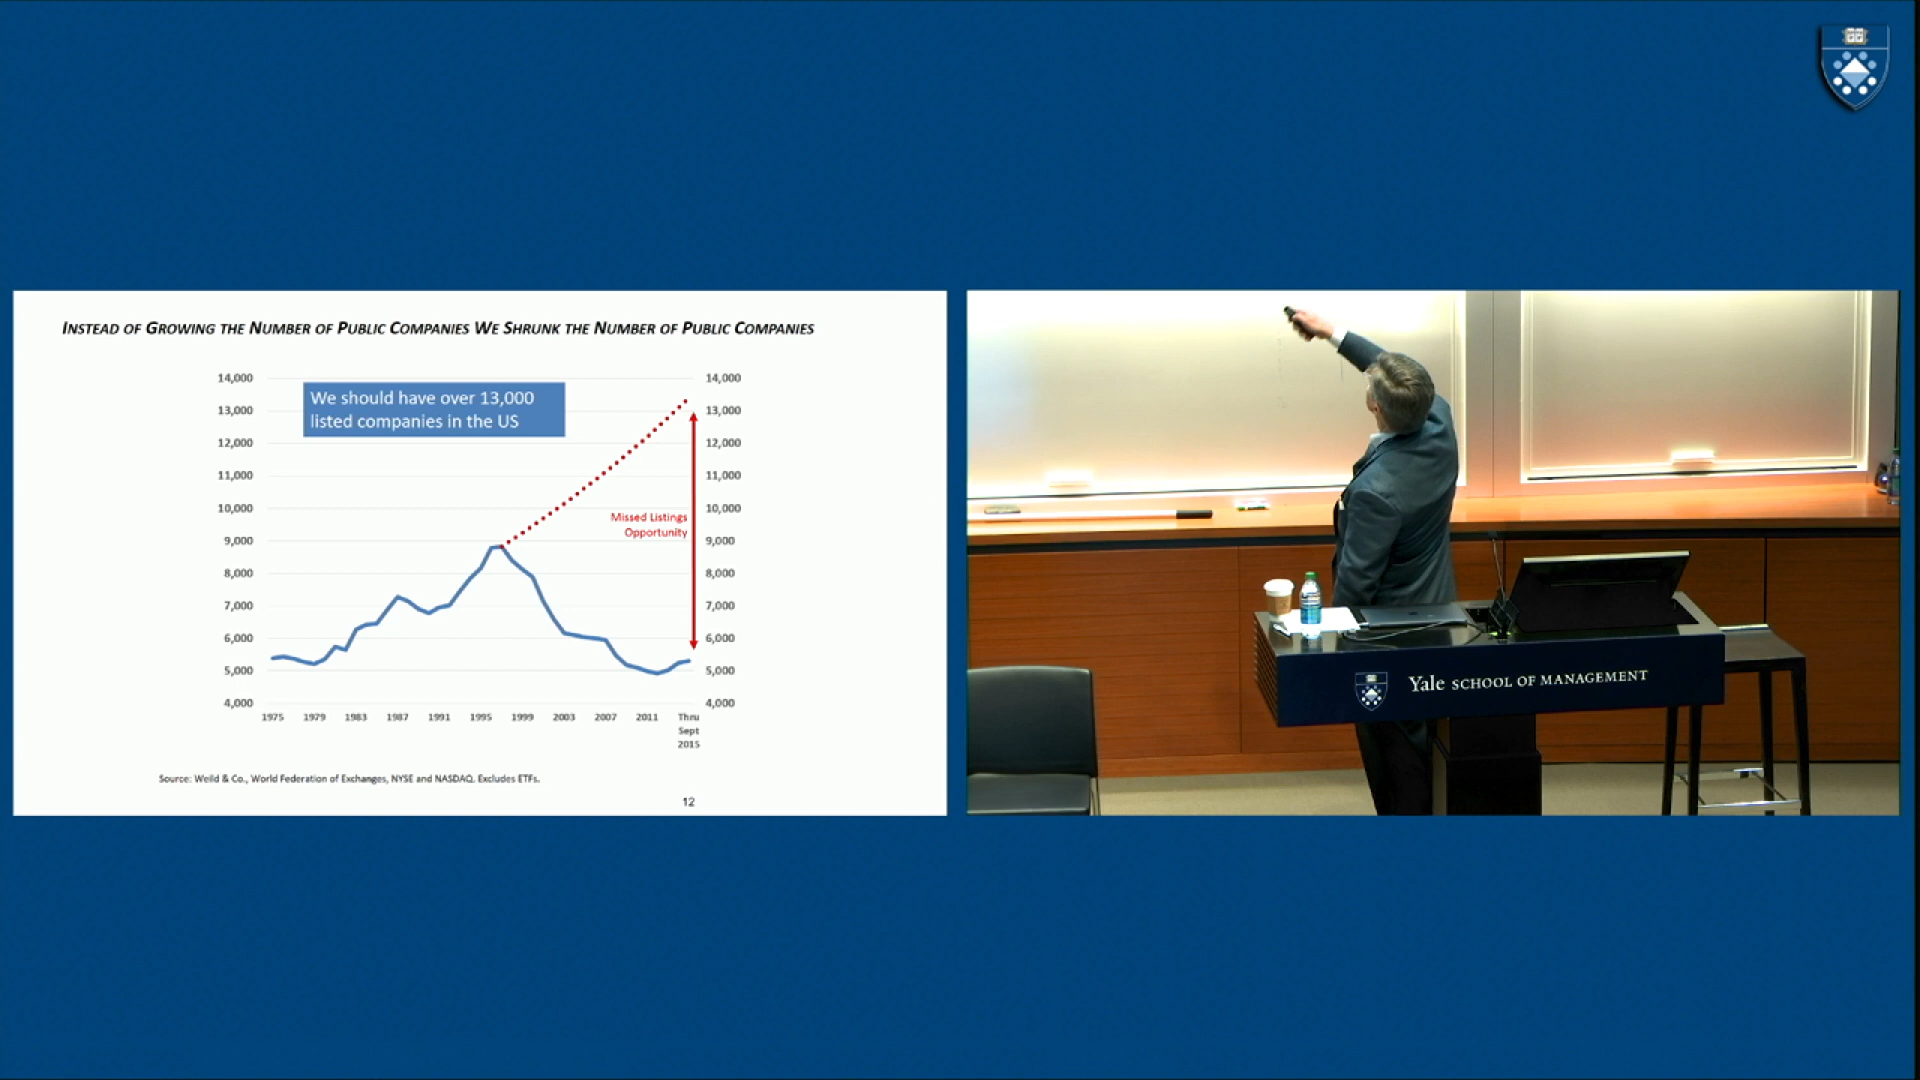 INSTEAD OF GROWING THE NUMBER OF PUBLIC COMPANIES WE SHRUNK THE NUMBER OF PUBLIC COMPANIES
We should have over 13,000
listed companies in the US
14,000 14,000
13,000 13,000
12,000 12,000
11,000 11,000
10,000 10,000
9,000 9,000
8,000 8,000
7,000 7,000
6,000 6,000
5,000 5,000
4,000 4,000
Missed Listings
Opportunity
1975 1979 1983 1987 1991 1995 1999 2003 2007 2011 Thru
Sept
2015
Source: Weild & Co., World Federation of Exchanges, NYSE and NASDAQ. Excludes ETFs.
12
Yale SCHOOL OF MANAGEMENT